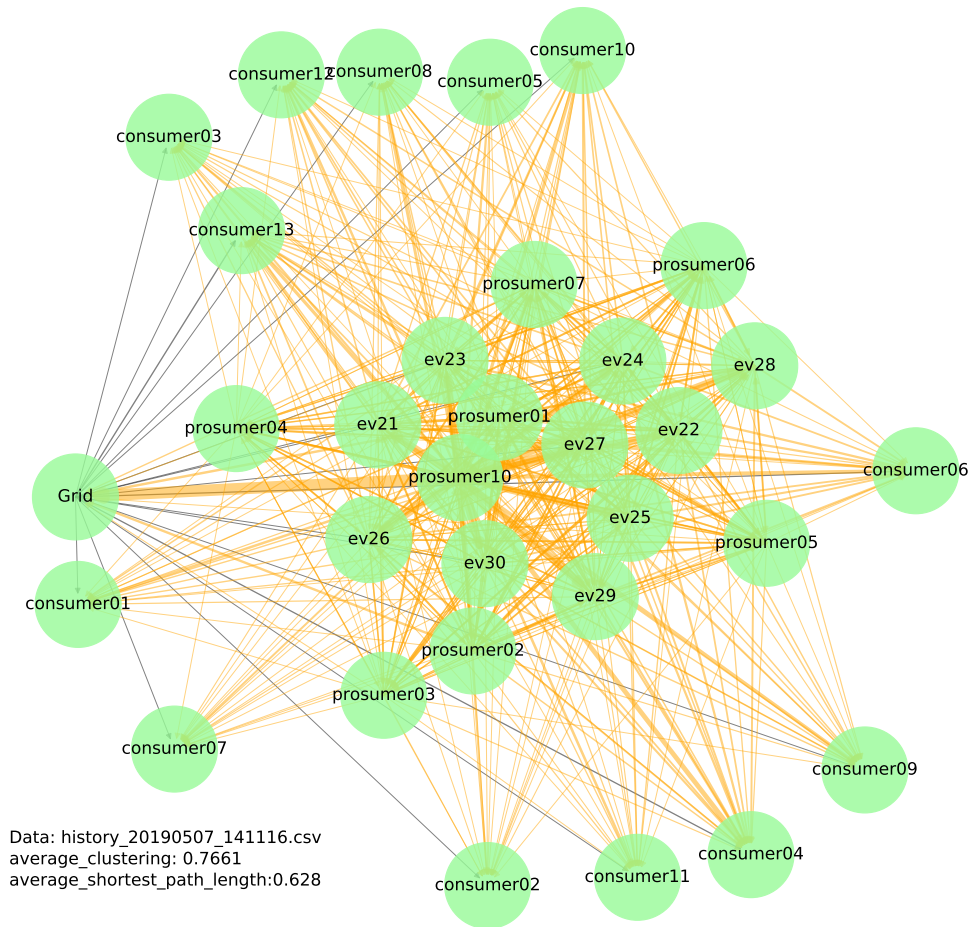 consumer10
consumer12
consumer08
consumer05
consumer03
consumer13
prosumer06
prosumer07
ev23
ev24
ev28
prosumer01
prosumer04
ev21
ev27
ev22
consumer06
prosumer10
Grid
ev25
ev26
prosumer05
ev30
ev29
consumer01
prosumer02
prosumer03
consumer07
consumer09
Data: history_20190507_141116.csv
average_clustering: 0.7661
average_shortest_path_length:0.628
consumer04
consumer11
consumer02